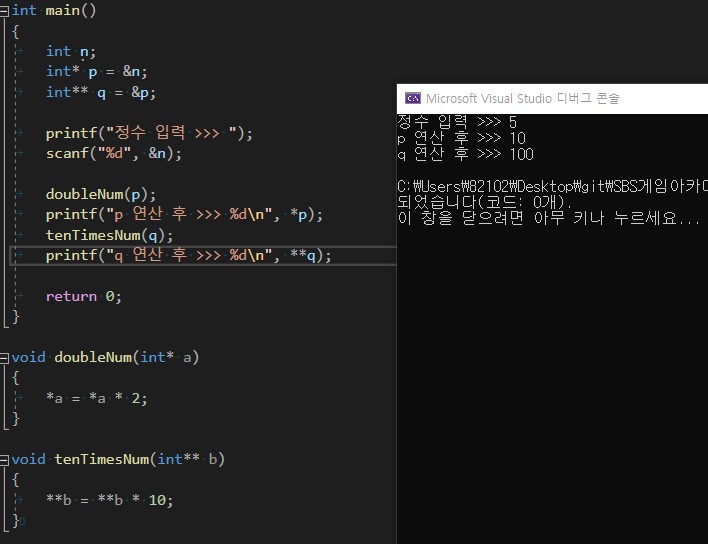 int main()
{
int n;
int* p = &n;
int** q = &p;
printf("정수 입력 >>> ");
scanf("%d", &n);
doubleNum(p);
printf("p 연산 후 >>> %d\n", *p);
tenTimesNum(q);
printf("q 연산 후 >>> %d\n", **q);
return 0;
}
void doubleNum(int* a)
{
*a = *a * 2;
}
void tenTimesNum(int** b)
{
**b = **b * 10;
}
Microsoft Visual Studio 디버그 콘솔
정수 입력 >>> 5
p 연산 후 >>> 10
q 연산 후 >>> 100
C:₩Users₩82102₩Desktop₩git₩SBS게임아카데
되었습니다(코드: 0개).
이 창을 닫으려면 아무 키나 누르세요...